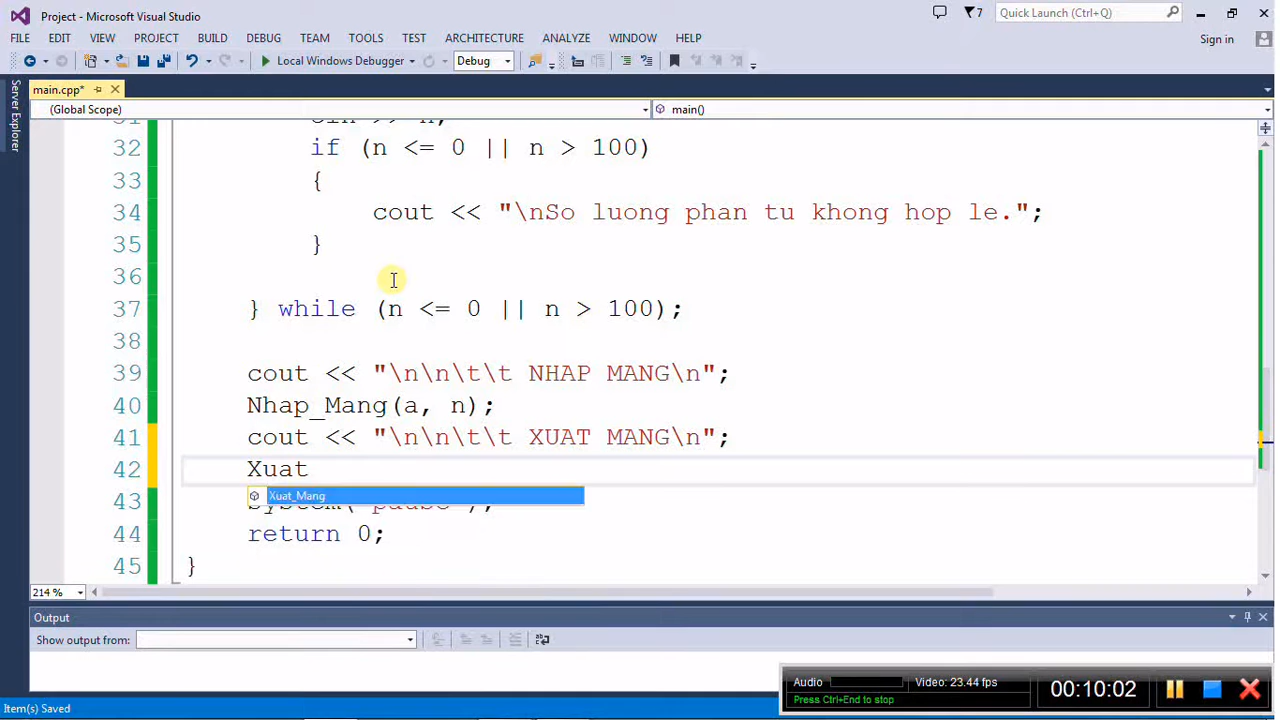 Project - Microsoft Visual Studio
7
Quick Launch (Ctrl+Q)
FILE EDIT VIEW PROJECT BUILD DEBUG TEAM TOOLS TEST ARCHITECTURE ANALYZE WINDOW HELP
Sign in
Local Windows Debugger
Debug
Server Explorer
main.cpp*
(Global Scope)
main()
32 if (n <= 0 || n > 100)
33 {
34 cout << "\nSo luong phan tu khong hop le.";
35 }
36
37 } while (n <= 0 || n > 100);
38
39 cout << "\n\n\t\t NHAP MANG\n";
40 Nhap_Mang(a, n);
41 cout << "\n\n\t\t XUAT MANG\n";
42 Xuat
Xuat_Mang
43
44 return 0;
45 }
214 %
Output
Show output from:
Audio
Video: 23.44 fps
Press Ctrl+End to stop
00:10:02
Item(s) Saved